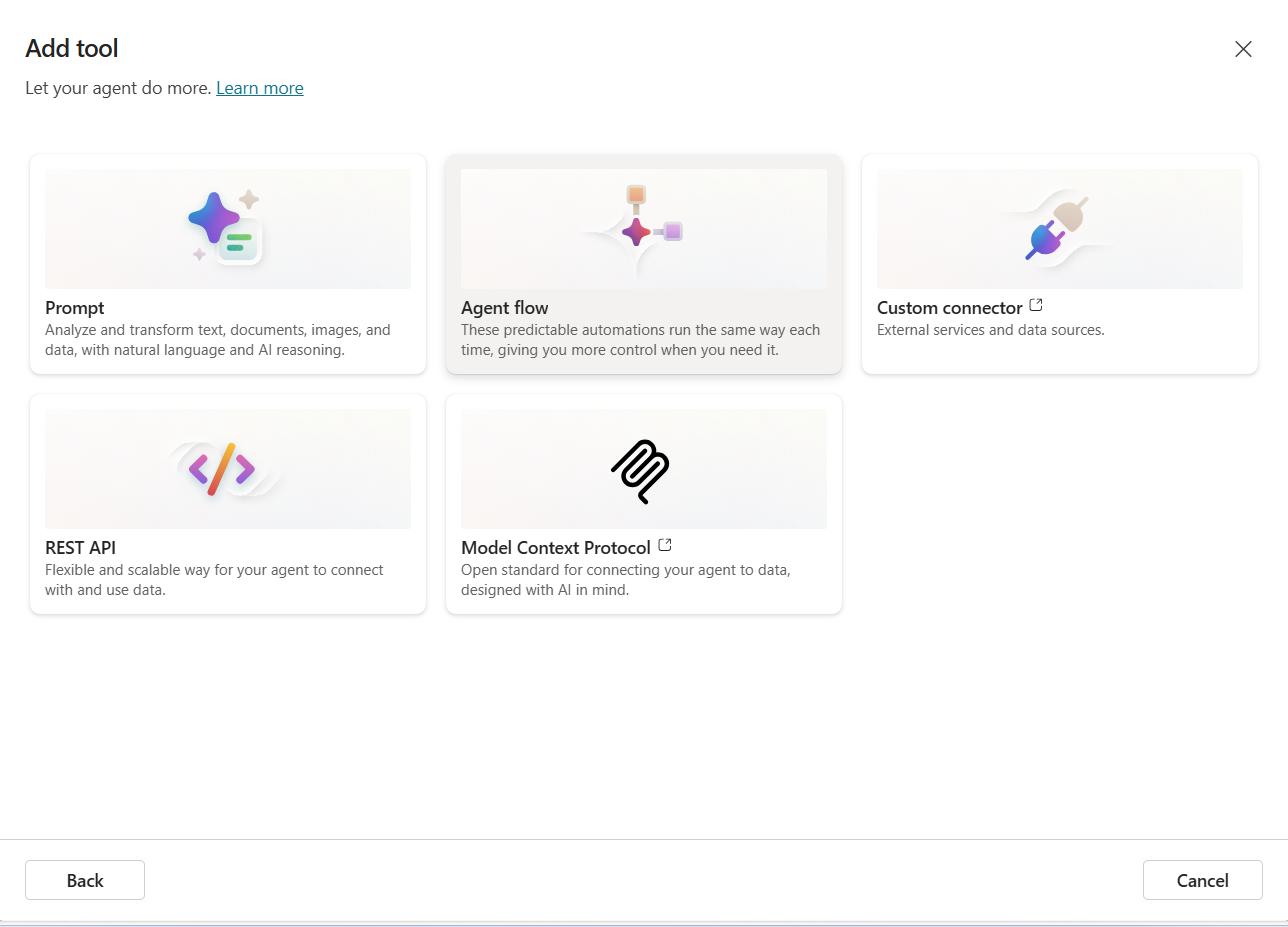 Add tool
Let your agent do more. Learn more
Prompt
Analyze and transform text, documents, images, and
data, with natural language and AI reasoning.
Agent flow
These predictable automations run the same way each
time, giving you more control when you need it.
Custom connector
External services and data sources.
REST API
Flexible and scalable way for your agent to connect
with and use data.
Model Context Protocol
Open standard for connecting your agent to data,
designed with AI in mind.
Back
Cancel